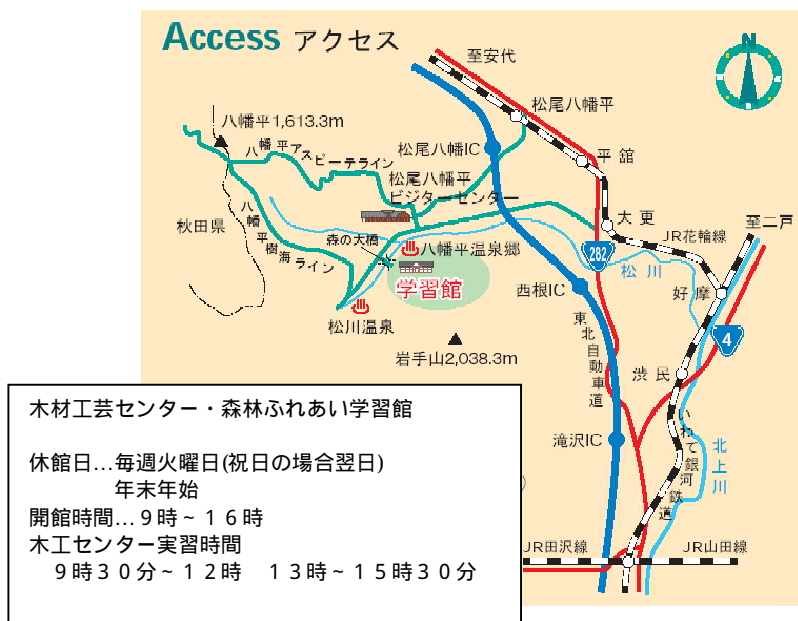 Access アクセス
N
至安代
松尾八幡平
八幡平1,613.3m
八幡平アスピーテライン
松尾八幡IC
平舘
松尾八幡平
ビジターセンター
秋田県
八幡平樹海ライン
森の大橋
八幡平温泉郷
大更
至二戸
JR花輪線
282
松川
学習館
西根IC
好摩
松川温泉
4
岩手山2,038.3m
東北自動車道
渋民
いわて銀河鉄道
北上川
滝沢IC
JR田沢線
JR山田線
木材工芸センター・森林ふれあい学習館
休館日…毎週火曜日(祝日の場合翌日)
年末年始
開館時間…９時~１６時
木工センター実習時間
９時３０分~１２時　１３時~１５時３０分